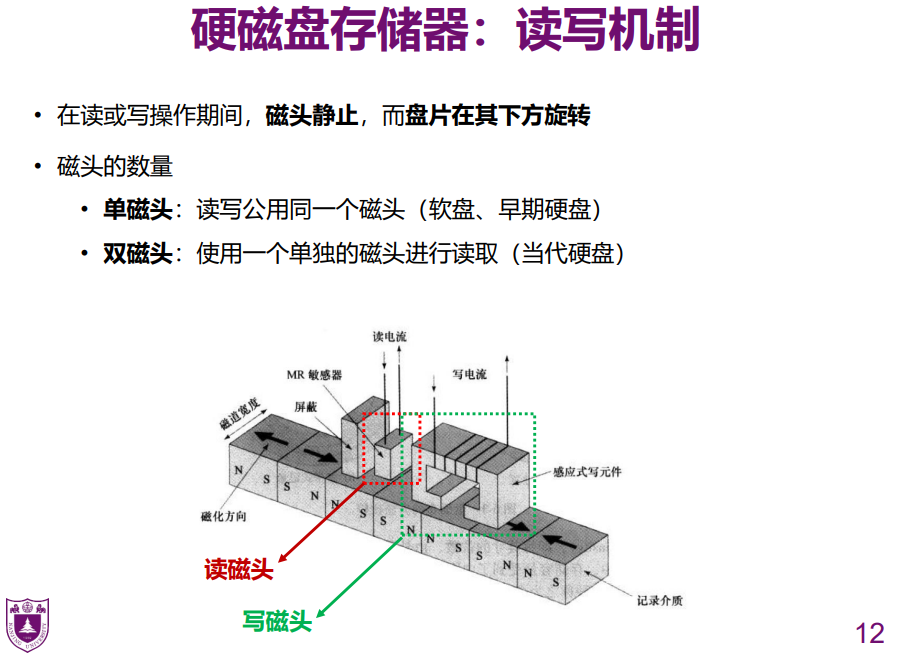 硬磁盘存储器：读写机制
• 在读或写操作期间，磁头静止，而盘片在其下方旋转
• 磁头的数量
• 单磁头：读写公用同一个磁头（软盘、早期硬盘）
• 双磁头：使用一个单独的磁头进行读取（当代硬盘）
读电流
MR 敏感器
写电流
磁道宽度
屏蔽
感应式写元件
N
S
S
N
N
S
S
N
N
S
S
N
N
S
磁化方向
读磁头
写磁头
记录介质
NANJING UNIVERSITY
12